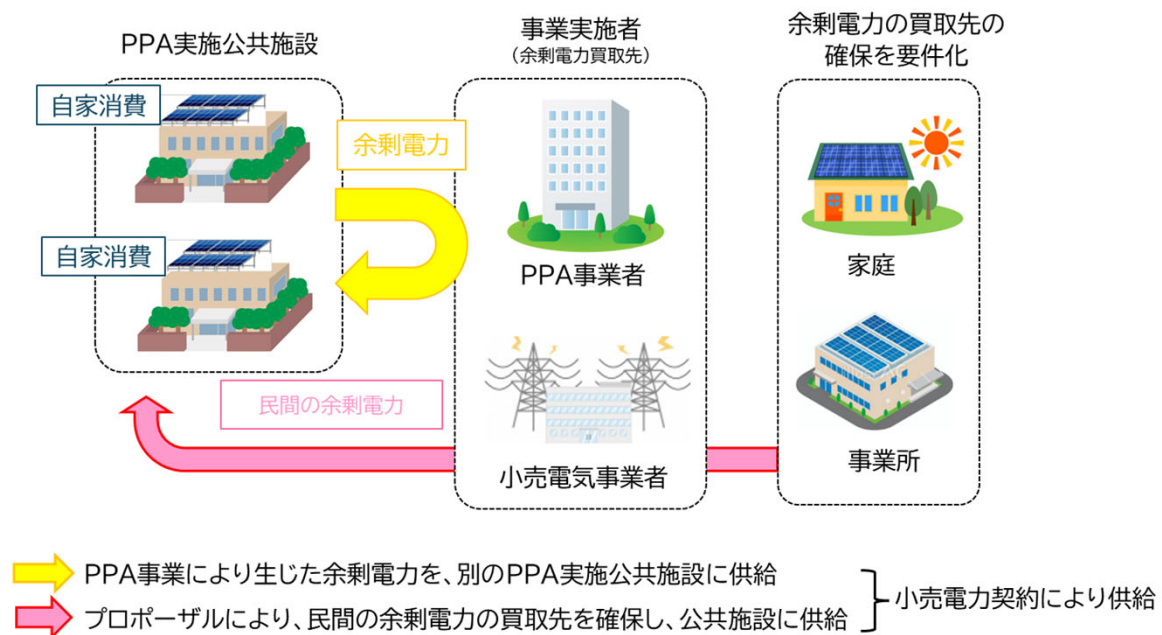 PPA実施公共施設
自家消費
自家消費
余剰電力
民間の余剰電力
事業実施者
(余剰電力買取先)
PPA事業者
小売電気事業者
余剰電力の買取先の
確保を要件化
家庭
事業所
PPA事業により生じた余剰電力を、別のPPA実施公共施設に供給
プロポーザルにより、民間の余剰電力の買取先を確保し、公共施設に供給
小売電力契約により供給